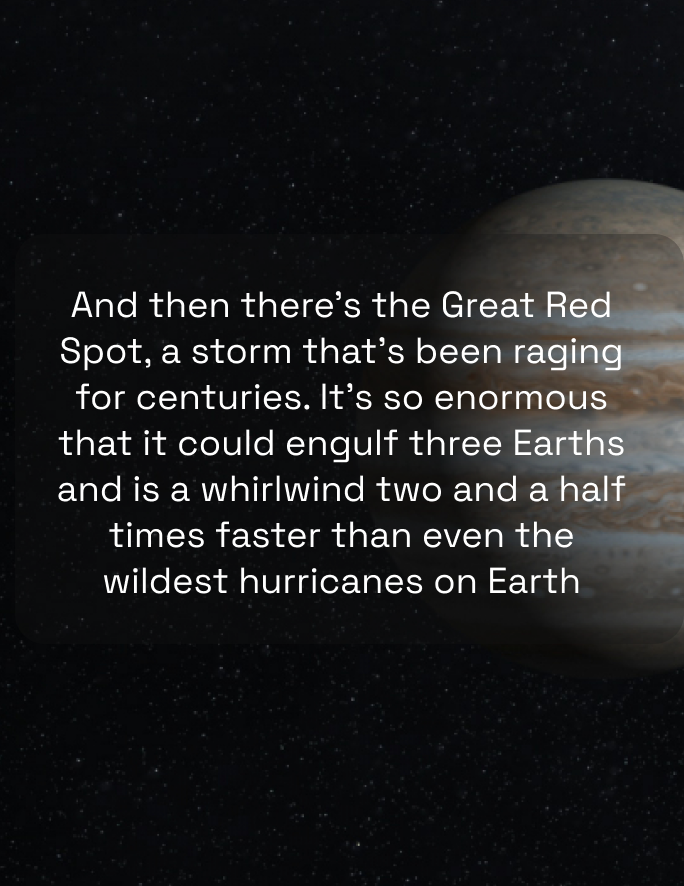 And then there’s the Great Red
Spot, a storm that’s been raging
for centuries. It’s so enormous
that it could engulf three Earths
and is a whirlwind two and a half
times faster than even the
wildest hurricanes on Earth